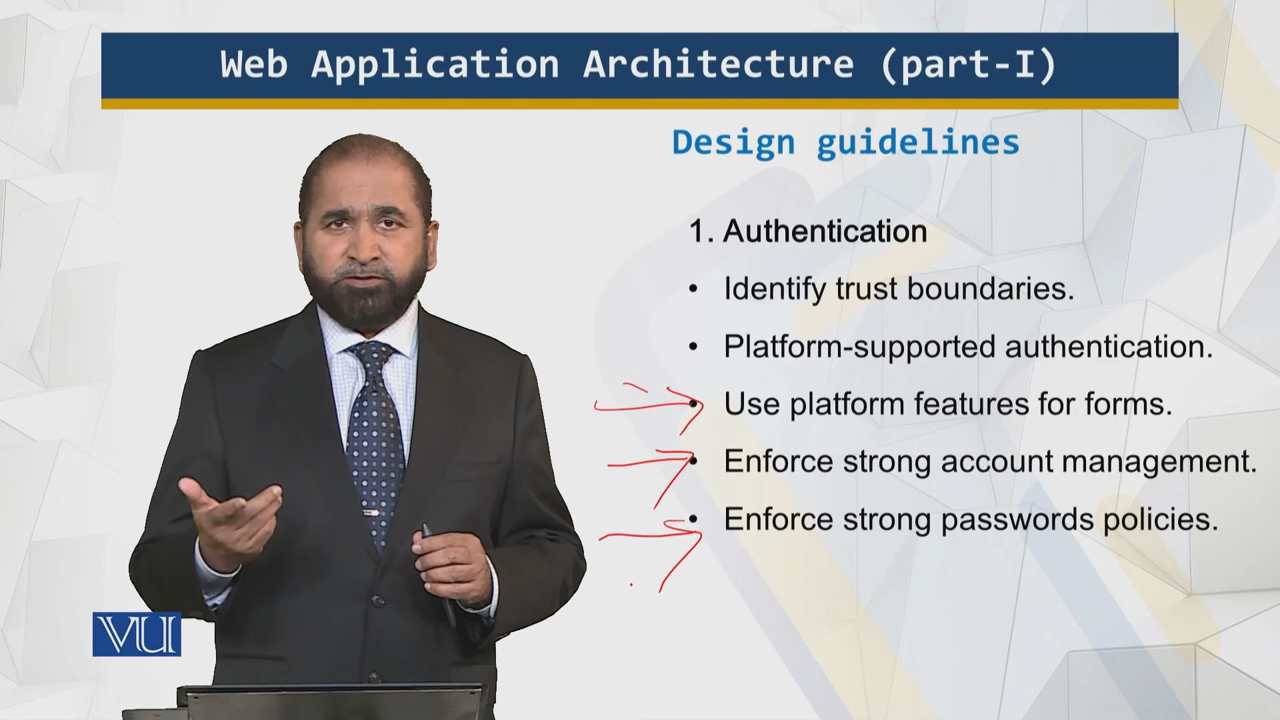 Web Application Architecture (part-I)
Design guidelines
1. Authentication
• Identify trust boundaries.
• Platform-supported authentication.
• Use platform features for forms.
• Enforce strong account management.
• Enforce strong passwords policies.
VU